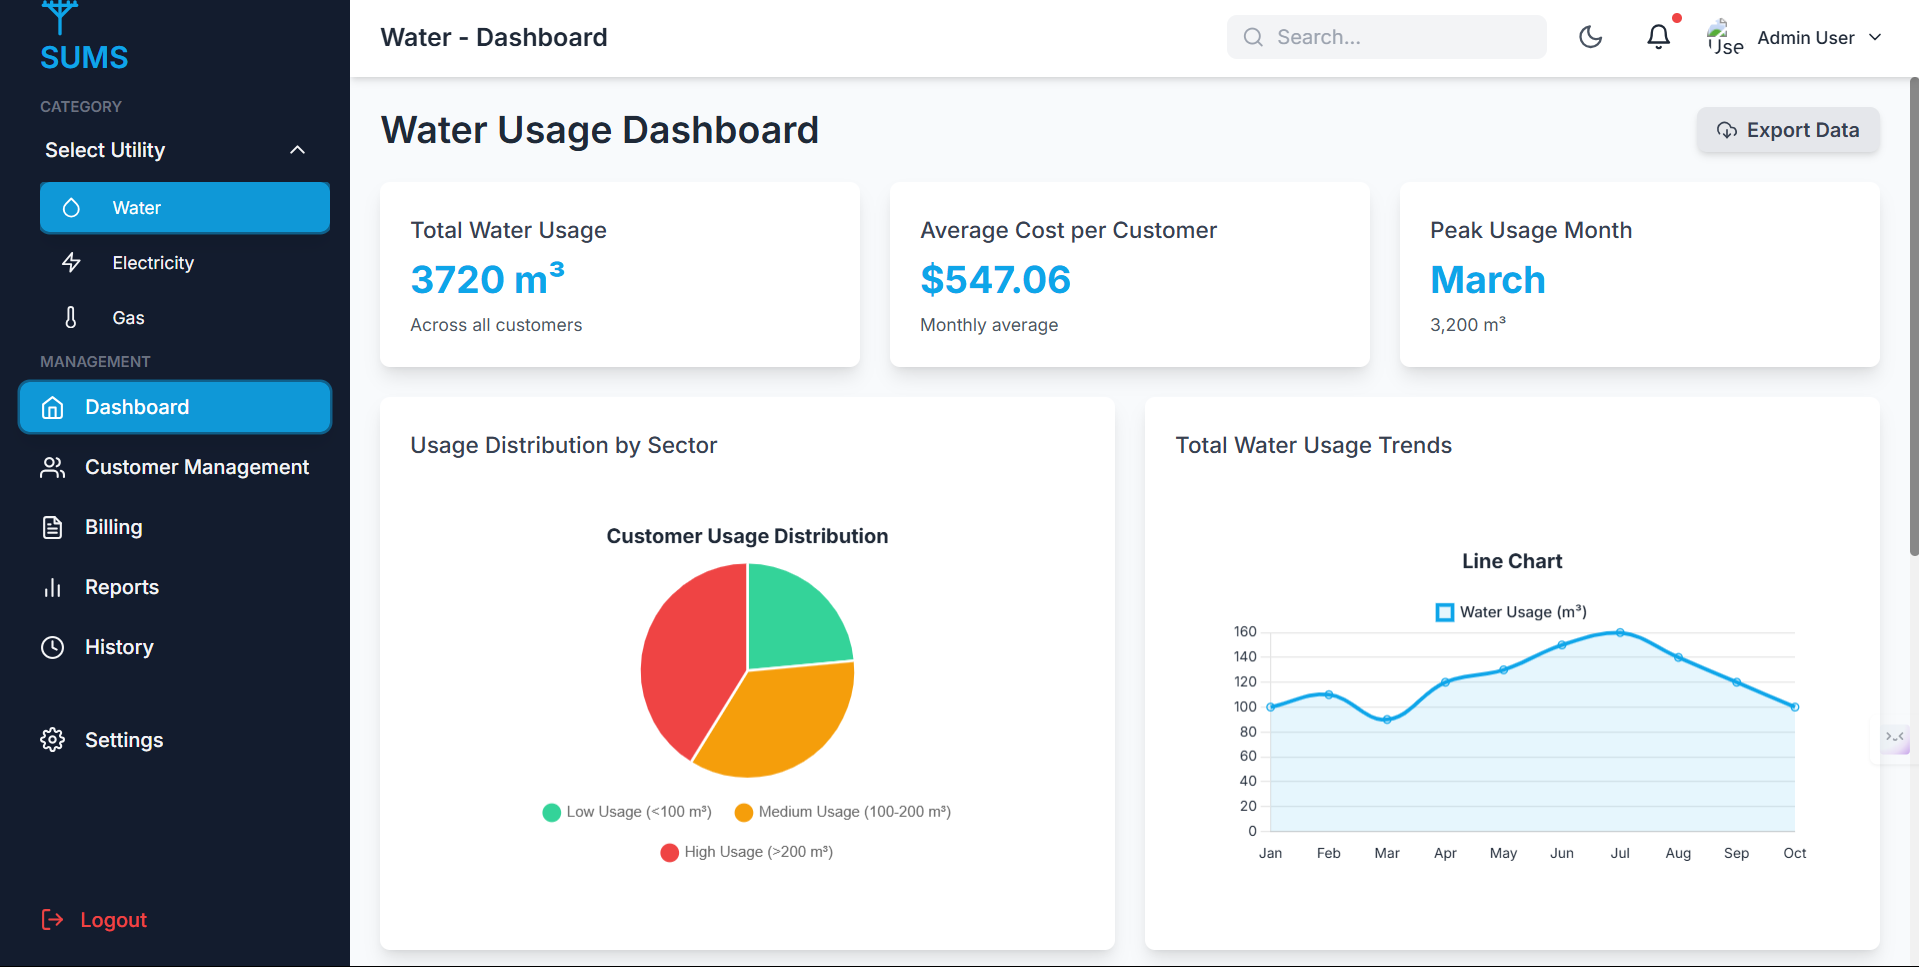 SUMS
CATEGORY
Select Utility
Water
Electricity
Gas
MANAGEMENT
Dashboard
Customer Management
Billing
Reports
History
Settings
Logout
Water - Dashboard
Search...
Use
Admin User
Water Usage Dashboard
Export Data
Total Water Usage
3720 m³
Across all customers
Average Cost per Customer
$547.06
Monthly average
Peak Usage Month
March
3,200 m³
Usage Distribution by Sector
Customer Usage Distribution
Low Usage (<100 m³)
Medium Usage (100-200 m³)
High Usage (>200 m³)
Total Water Usage Trends
Line Chart
Water Usage (m³)
160
140
120
100
80
60
40
20
0
Jan Feb Mar Apr May Jun Jul Aug Sep Oct